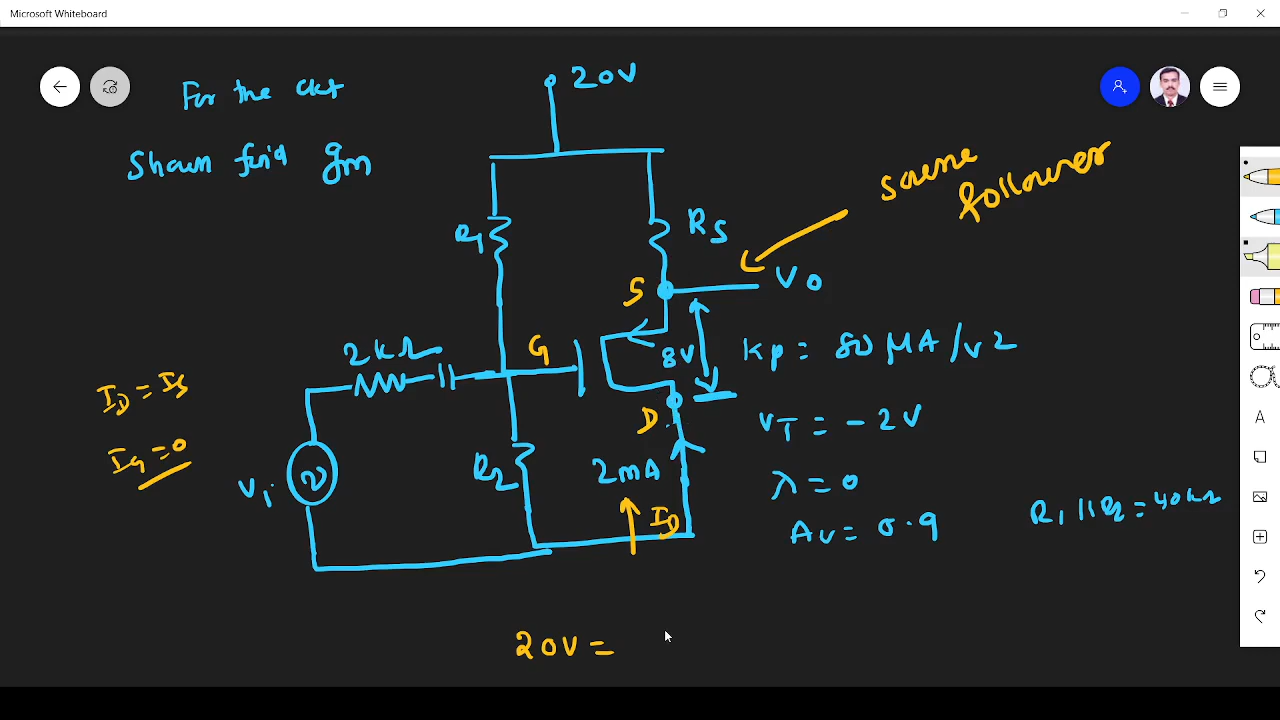 Microsoft Whiteboard
For the ckt
Shown find gm
20V
R1
RS
source
follower
S
V0
2kΩ
G
8V
Kp = 80 μA/V2
ID = IS
IG = 0
Vi
R2
D
2mA
ID
VT = -2V
λ = 0
Av = 0.9
R1 || R2 = 40kΩ
20V =
A